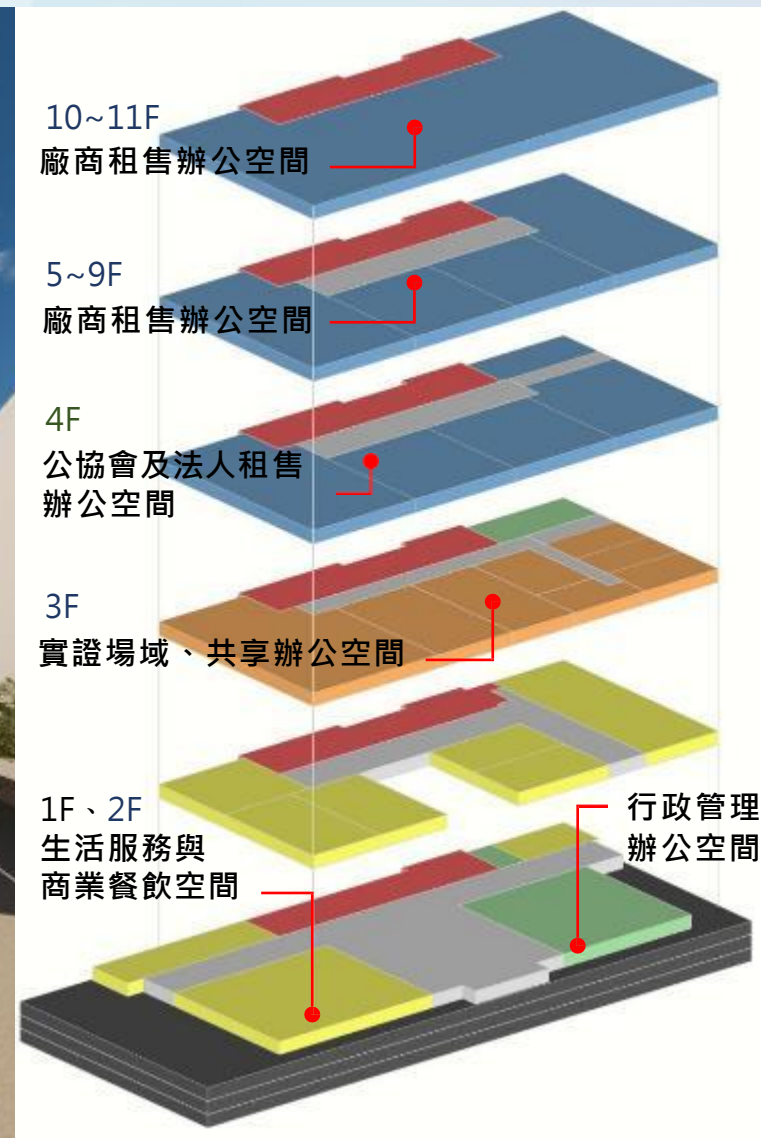 10~11F
廠商租售辦公空間
5~9F
廠商租售辦公空間
4F
公協會及法人租售
辦公空間
3F
實證場域、共享辦公空間
1F、2F
生活服務與
商業餐飲空間
行政管理
辦公空間